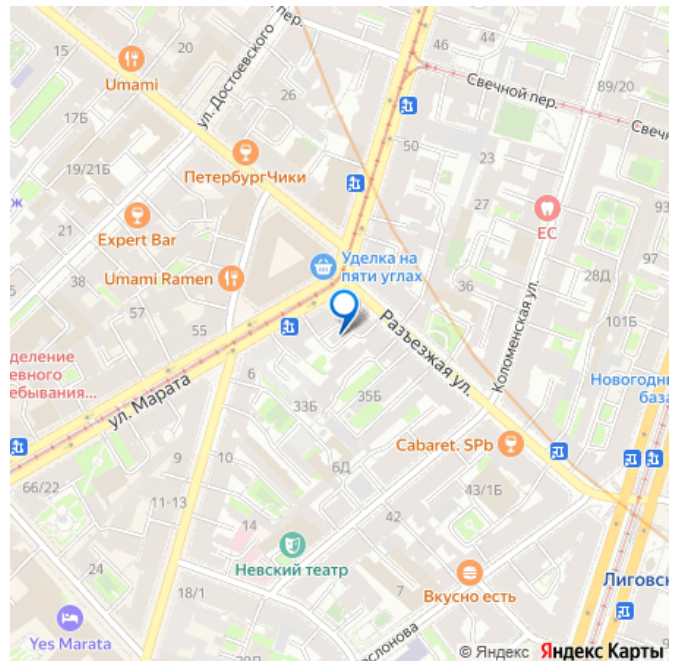 пер.
46
44
15
20
Umami
ул. Достоевского
26
Свечной пер.
89/20
17Б
Свечн
50
23
19/21Б
ПетербургЧики
27
ЕС
93
ж
Expert Bar
21
Уделка на
пяти углах
97
28Д
38
Umami Ramen
57
55
101Б
Разъезжая ул.
Коломенская ул.
деление
евного
ебывания...
ул. Марата
6
33Б
35Б
Новогодн
база
Cabaret. SPb
9
10
6Д
66/22
11-13
43/1Б
42
14
Невский театр
24
18/1
7
Вкусно есть
Лиговск
Yes Marata
слонова
© Яндекс Яндекс Карты